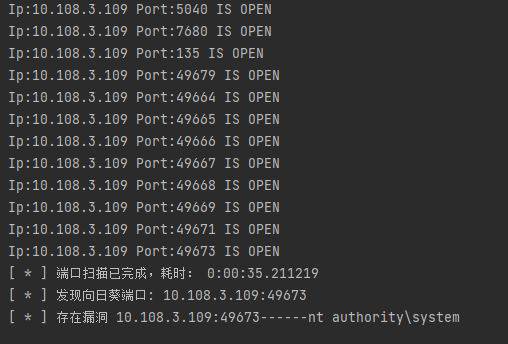 Ip:10.108.3.109 Port:5040 IS OPEN
Ip:10.108.3.109 Port:7680 IS OPEN
Ip:10.108.3.109 Port:135 IS OPEN
Ip:10.108.3.109 Port:49679 IS OPEN
Ip:10.108.3.109 Port:49664 IS OPEN
Ip:10.108.3.109 Port:49665 IS OPEN
Ip:10.108.3.109 Port:49666 IS OPEN
Ip:10.108.3.109 Port:49667 IS OPEN
Ip:10.108.3.109 Port:49668 IS OPEN
Ip:10.108.3.109 Port:49669 IS OPEN
Ip:10.108.3.109 Port:49671 IS OPEN
Ip:10.108.3.109 Port:49673 IS OPEN
[ * ] 端口扫描已完成，耗时： 0:00:35.211219
[ * ] 发现向日葵端口: 10.108.3.109:49673
[ * ] 存在漏洞 10.108.3.109:49673------nt authority\system